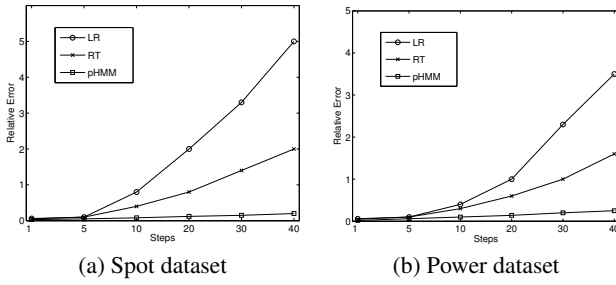 LR
RT
pHMM
Relative Error
5
4
3
2
1
0
1 5 10 20 30 40
Steps
(a) Spot dataset
LR
RT
pHMM
Relative Error
5
4
3
2
1
0
1 5 10 20 30 40
Steps
(b) Power dataset